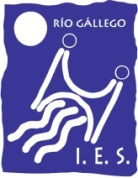 RÍO GÁLLEGO
I. E. S.